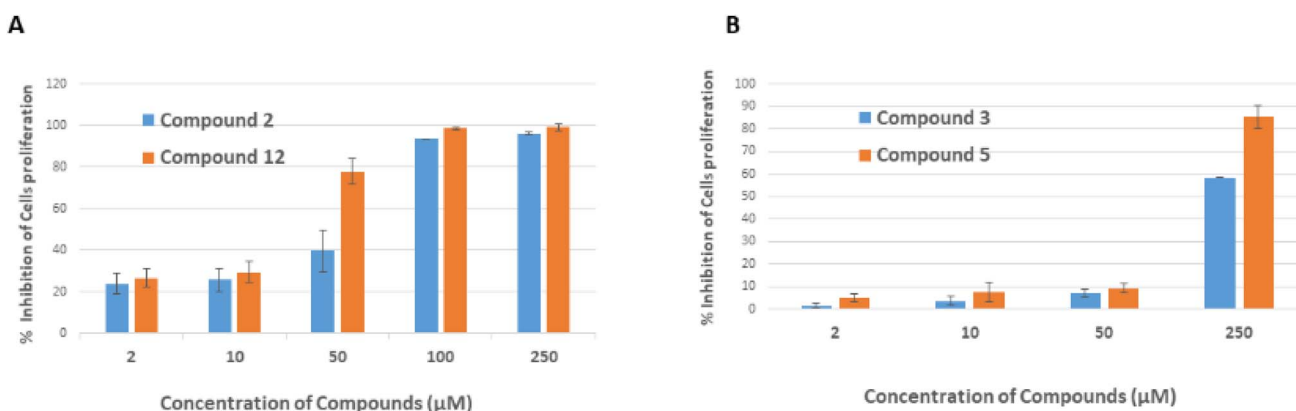 A
% Inhibition of Cells proliferation
120
100
80
60
40
20
0
Compound 2
Compound 12
2 10 50 100 250
Concentration of Compounds (µM)
B
% Inhibition of Cells proliferation
100
90
80
70
60
50
40
30
20
10
0
Compound 3
Compound 5
2 10 50 250
Concentration of Compounds (µM)